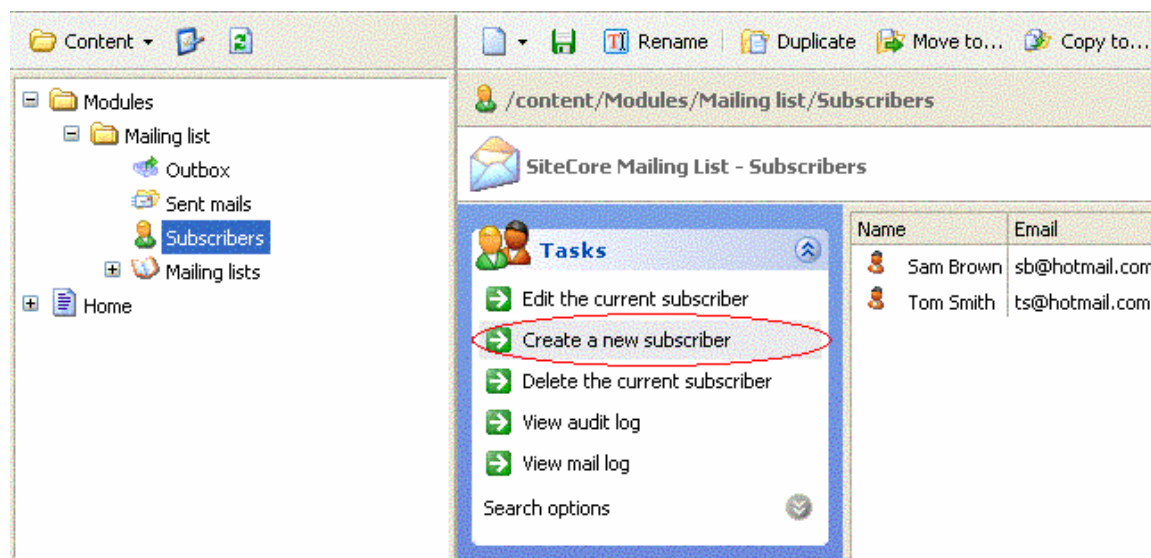 Content
Rename
Duplicate
Move to...
Copy to...
Modules
Mailing list
Outbox
Sent mails
Subscribers
Mailing lists
Home
/content/Modules/Mailing list/Subscribers
SiteCore Mailing List - Subscribers
Tasks
Edit the current subscriber
Create a new subscriber
Delete the current subscriber
View audit log
View mail log
Search options
Name Email
Sam Brown sb@hotmail.com
Tom Smith ts@hotmail.com